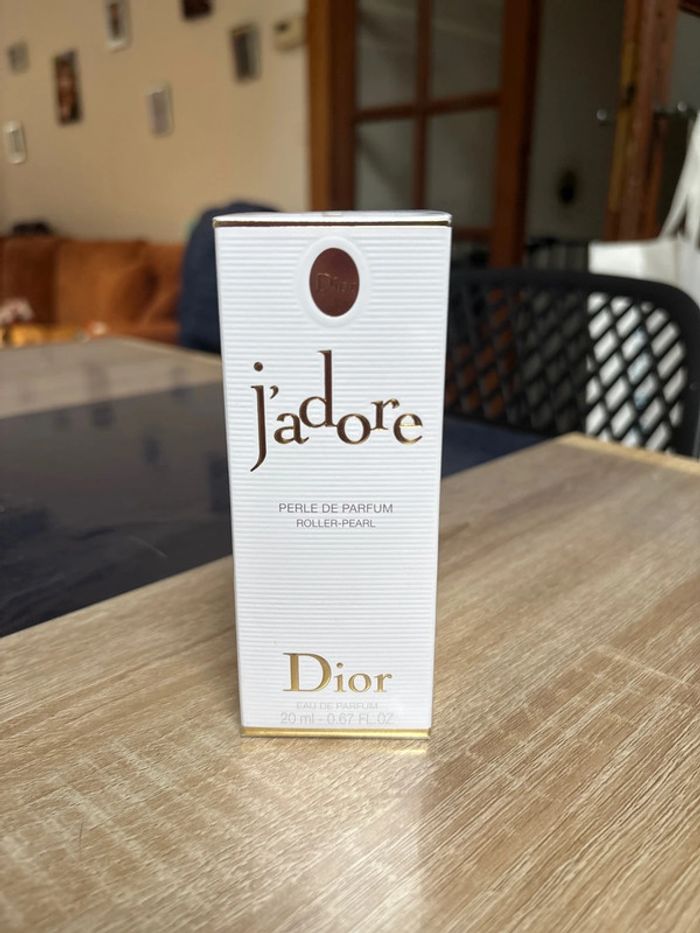 Dior
j'adore
PERLE DE PARFUM
ROLLER-PEARL
Dior
EAU DE PARFUM
20 ml - 0.67 FL.OZ